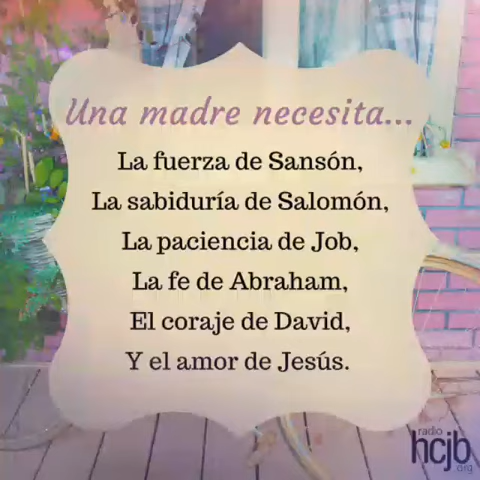 Una madre necesita...
La fuerza de Sansón,
La sabiduría de Salomón,
La paciencia de Job,
La fe de Abraham,
El coraje de David,
Y el amor de Jesús.
radio
hcjb
.org